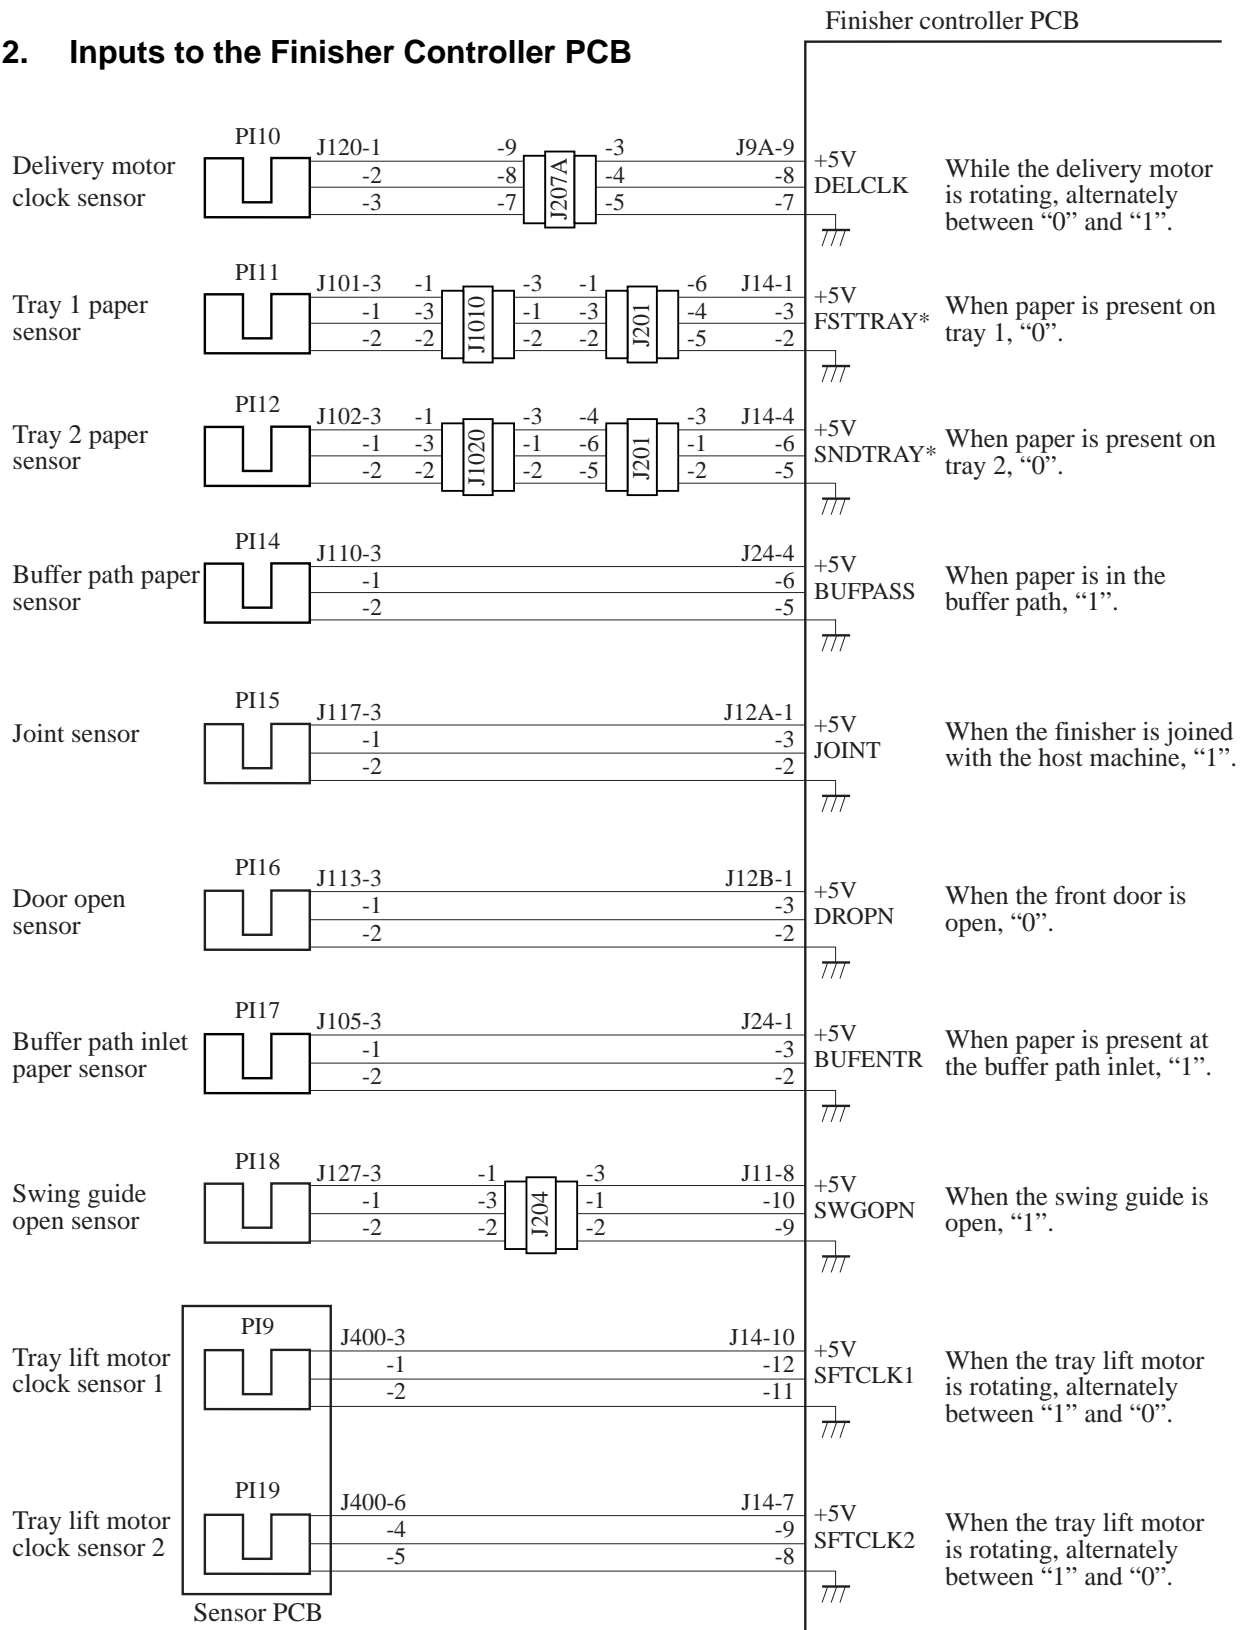 Finisher controller PCB
2. Inputs to the Finisher Controller PCB
PI10
Delivery motor
clock sensor
J120-1 -9 -3 J9A-9
-2 -8 -4 -8
-3 -7 -5 -7
J207A
+5V
DELCLK
While the delivery motor
is rotating, alternately
between “0” and “1”.
PI11
Tray 1 paper
sensor
J101-3 -1 -3 -1 -6 J14-1
-1 -3 -1 -3 -4 -3
-2 -2 -2 -2 -5 -2
J1010
J201
+5V
FSTTRAY*
When paper is present on
tray 1, “0”.
PI12
Tray 2 paper
sensor
J102-3 -1 -3 -4 -3 J14-4
-1 -3 -1 -6 -1 -6
-2 -2 -2 -5 -2 -5
J1020
J201
+5V
SNDTRAY*
When paper is present on
tray 2, “0”.
PI14
Buffer path paper
sensor
J110-3 J24-4
-1 -6
-2 -5
+5V
BUFPASS
When paper is in the
buffer path, “1”.
PI15
Joint sensor
J117-3 J12A-1
-1 -3
-2 -2
+5V
JOINT
When the finisher is joined
with the host machine, “1”.
PI16
Door open
sensor
J113-3 J12B-1
-1 -3
-2 -2
+5V
DROPN
When the front door is
open, “0”.
PI17
Buffer path inlet
paper sensor
J105-3 J24-1
-1 -3
-2 -2
+5V
BUFENTR
When paper is present at
the buffer path inlet, “1”.
PI18
Swing guide
open sensor
J127-3 -1 -3 J11-8
-1 -3 -1 -10
-2 -2 -2 -9
J204
+5V
SWGOPN
When the swing guide is
open, “1”.
PI9
Tray lift motor
clock sensor 1
J400-3 J14-10
-1 -12
-2 -11
+5V
SFTCLK1
When the tray lift motor
is rotating, alternately
between “1” and “0”.
PI19
Tray lift motor
clock sensor 2
J400-6 J14-7
-4 -9
-5 -8
+5V
SFTCLK2
When the tray lift motor
is rotating, alternately
between “1” and “0”.
Sensor PCB